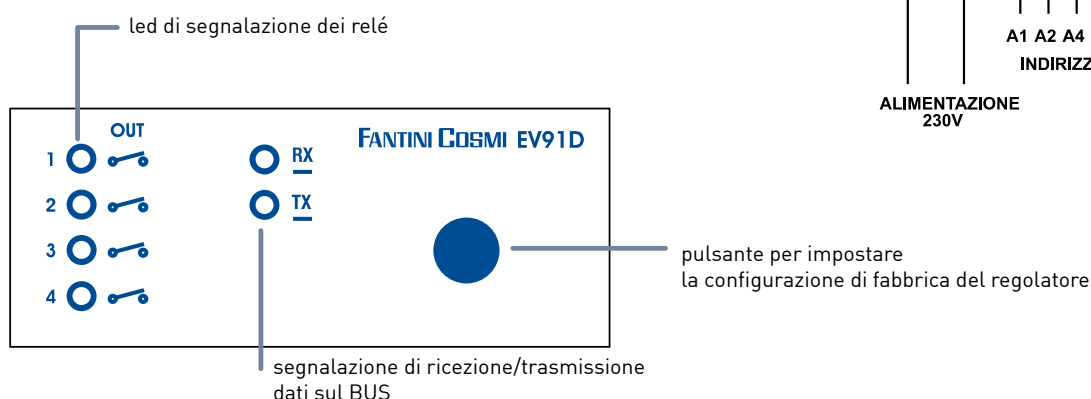 led di segnalazione dei relé
A1 A2 A4
INDIRIZZ
ALIMENTAZIONE
230V
OUT
FANTINI COSMI EV91D
1
RX
2
TX
3
4
pulsante per impostare
la configurazione di fabbrica del regolatore
segnalazione di ricezione/trasmissione
dati sul BUS